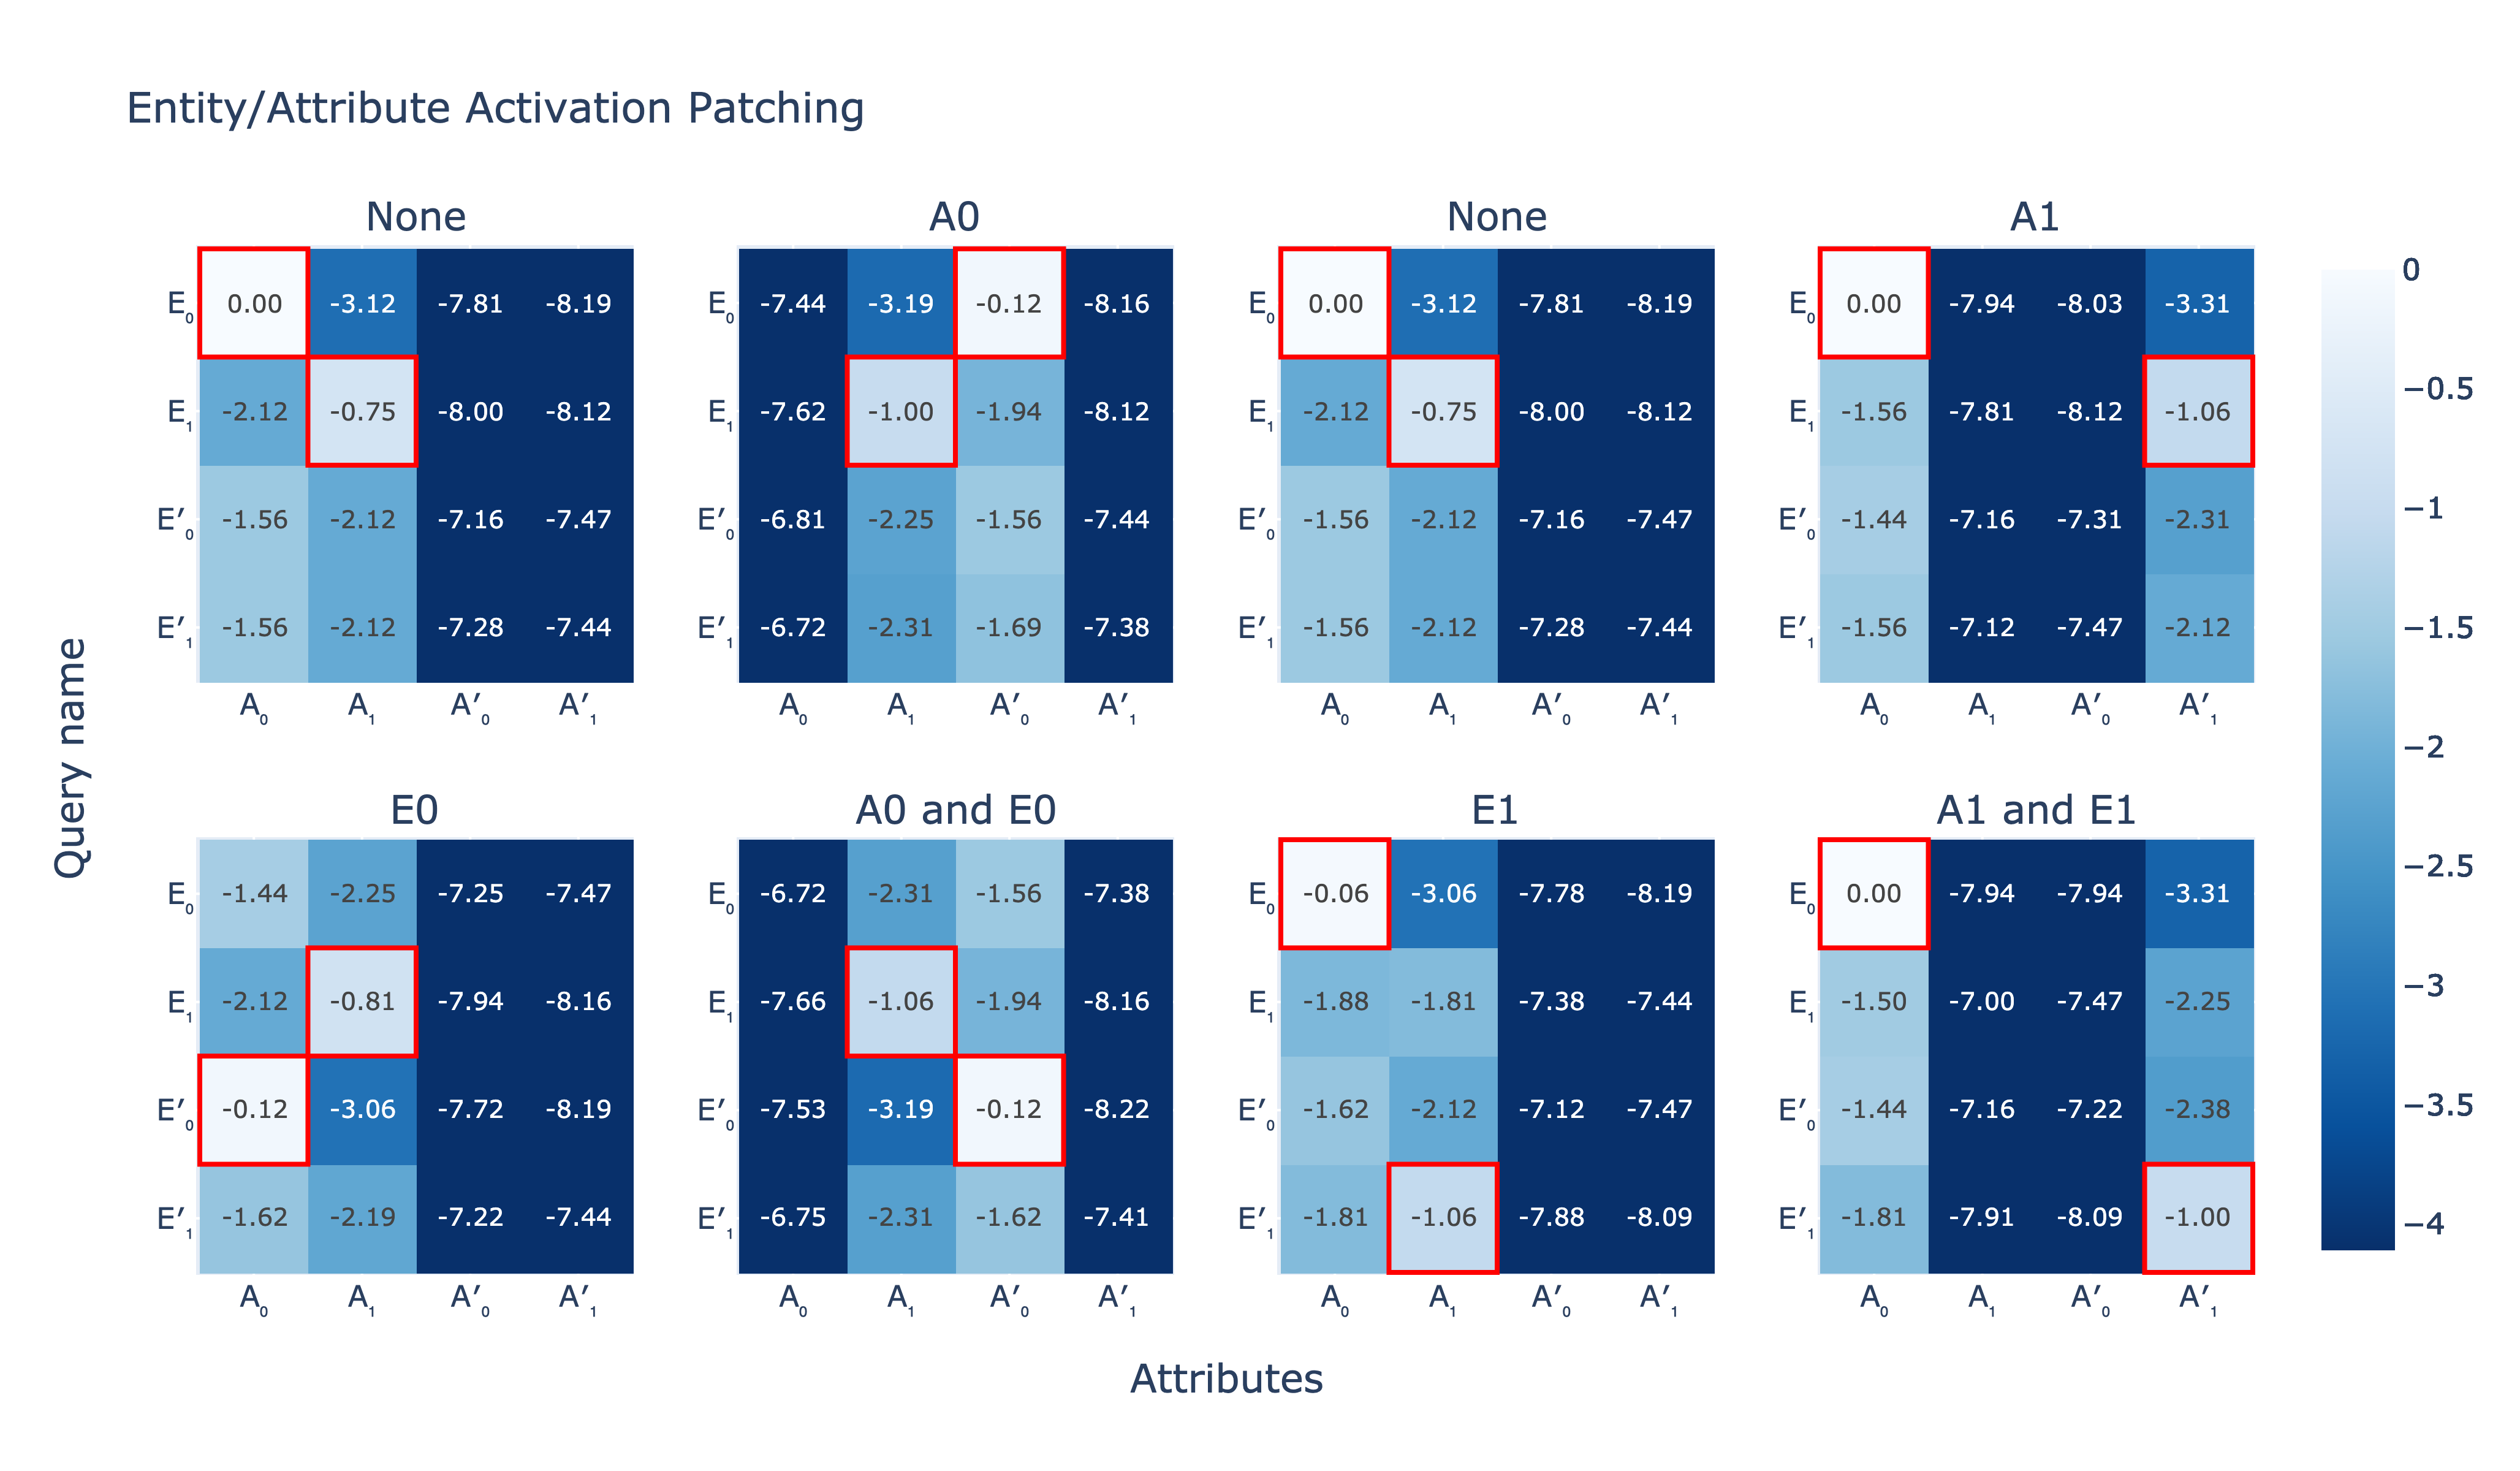 Entity/Attribute Activation Patching
None A0 None A1
E₀ 0.00 -3.12 -7.81 -8.19 E₀ -7.44 -3.19 -0.12 -8.16 E₀ 0.00 -3.12 -7.81 -8.19 E₀ 0.00 -7.94 -8.03 -3.31 0
−0.5
E₁ -2.12 -0.75 -8.00 -8.12 E₁ -7.62 -1.00 -1.94 -8.12 E₁ -2.12 -0.75 -8.00 -8.12 E₁ -1.56 -7.81 -8.12 -1.06
−1
E′₀ -1.56 -2.12 -7.16 -7.47 E′₀ -6.81 -2.25 -1.56 -7.44 E′₀ -1.56 -2.12 -7.16 -7.47 E′₀ -1.44 -7.16 -7.31 -2.31
E′₁ -1.56 -2.12 -7.28 -7.44 E′₁ -6.72 -2.31 -1.69 -7.38 E′₁ -1.56 -2.12 -7.28 -7.44 E′₁ -1.56 -7.12 -7.47 -2.12 −1.5
A₀ A₁ A′₀ A′₁ A₀ A₁ A′₀ A′₁ A₀ A₁ A′₀ A′₁ A₀ A₁ A′₀ A′₁
−2
Query name
E0 A0 and E0 E1 A1 and E1
−2.5
E₀ -1.44 -2.25 -7.25 -7.47 E₀ -6.72 -2.31 -1.56 -7.38 E₀ -0.06 -3.06 -7.78 -8.19 E₀ 0.00 -7.94 -7.94 -3.31
−3
E₁ -2.12 -0.81 -7.94 -8.16 E₁ -7.66 -1.06 -1.94 -8.16 E₁ -1.88 -1.81 -7.38 -7.44 E₁ -1.50 -7.00 -7.47 -2.25
E′₀ -0.12 -3.06 -7.72 -8.19 E′₀ -7.53 -3.19 -0.12 -8.22 E′₀ -1.62 -2.12 -7.12 -7.47 E′₀ -1.44 -7.16 -7.22 -2.38 −3.5
E′₁ -1.62 -2.19 -7.22 -7.44 E′₁ -6.75 -2.31 -1.62 -7.41 E′₁ -1.81 -1.06 -7.88 -8.09 E′₁ -1.81 -7.91 -8.09 -1.00 −4
A₀ A₁ A′₀ A′₁ A₀ A₁ A′₀ A′₁ A₀ A₁ A′₀ A′₁ A₀ A₁ A′₀ A′₁
Attributes